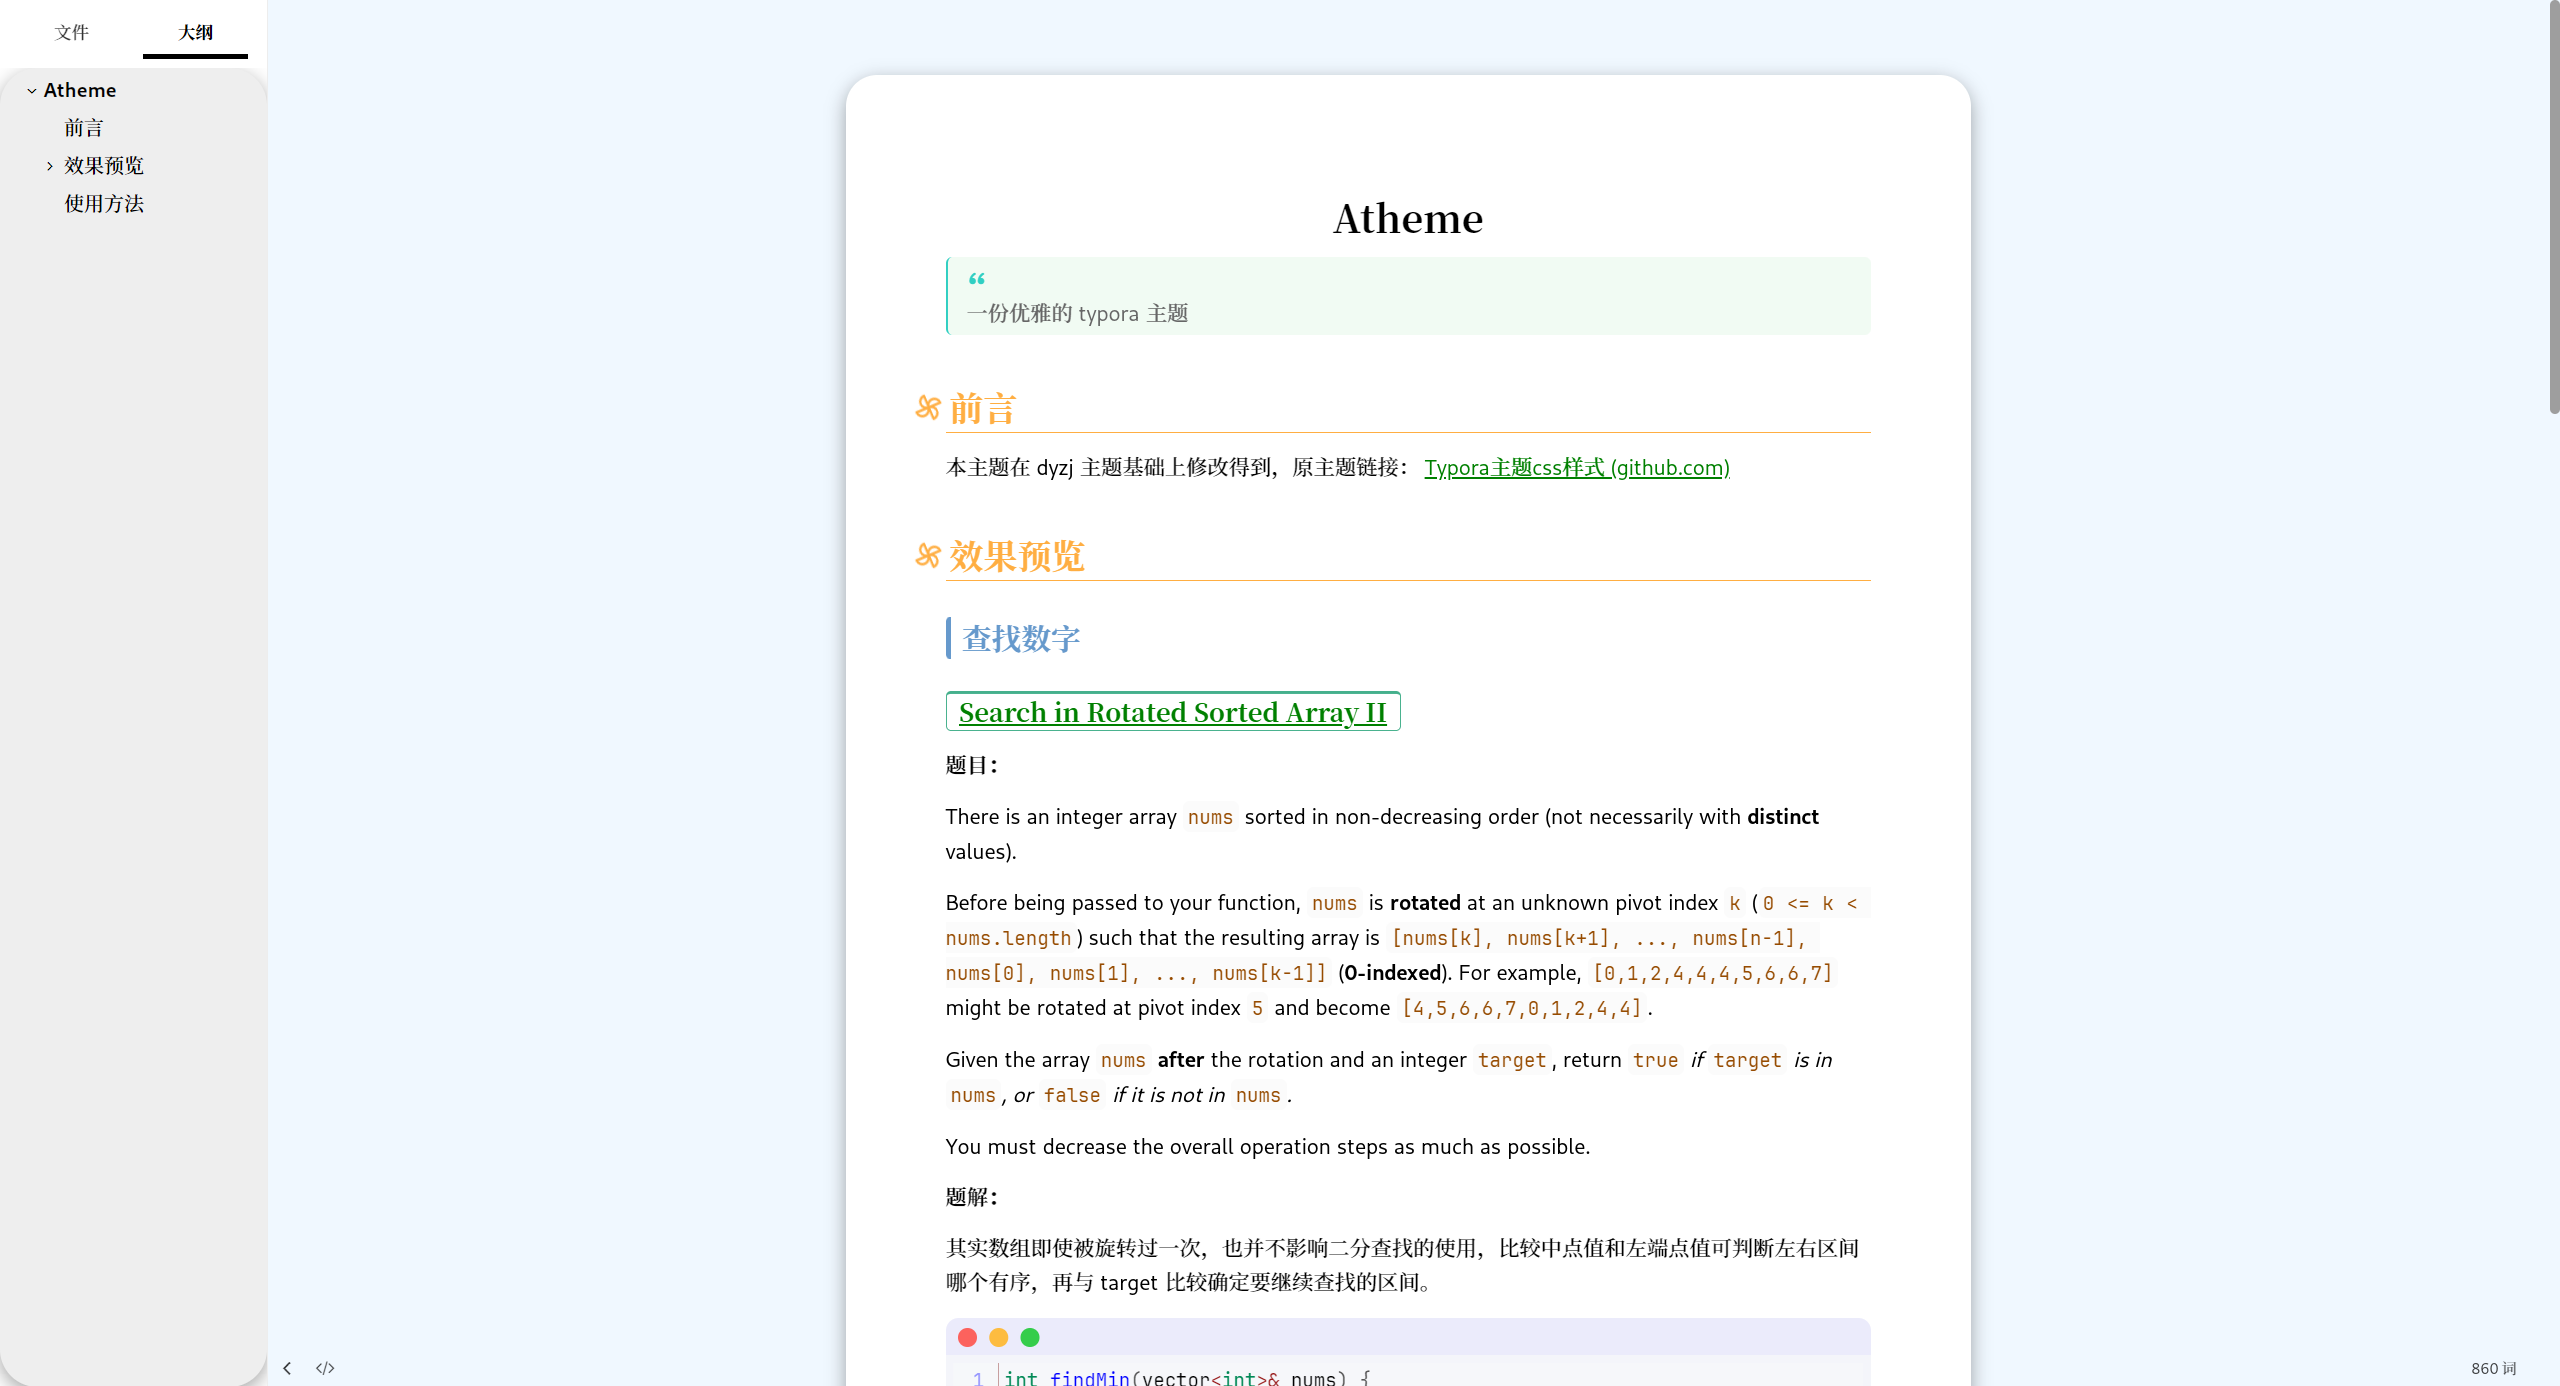 文件
大纲
Atheme
前言
效果预览
使用方法
Atheme
“
一份优雅的 typora 主题
前言
本主题在 dyzj 主题基础上修改得到，原主题链接： Typora主题css样式 (github.com)
效果预览
查找数字
Search in Rotated Sorted Array II
题目：
There is an integer array nums sorted in non-decreasing order (not necessarily with distinct
values).
Before being passed to your function, nums is rotated at an unknown pivot index k (0 <= k <
nums.length) such that the resulting array is [nums[k], nums[k+1], ..., nums[n-1],
nums[0], nums[1], ..., nums[k-1]] (0-indexed). For example, [0,1,2,4,4,4,5,6,6,7]
might be rotated at pivot index 5 and become [4,5,6,6,7,0,1,2,4,4].
Given the array nums after the rotation and an integer target, return true if target is in
nums, or false if it is not in nums.
You must decrease the overall operation steps as much as possible.
题解：
其实数组即使被旋转过一次，也并不影响二分查找的使用，比较中点值和左端点值可判断左右区间
哪个有序，再与 target 比较确定要继续查找的区间。
1 int findMin(vector<int>& nums) {
</> 860 词